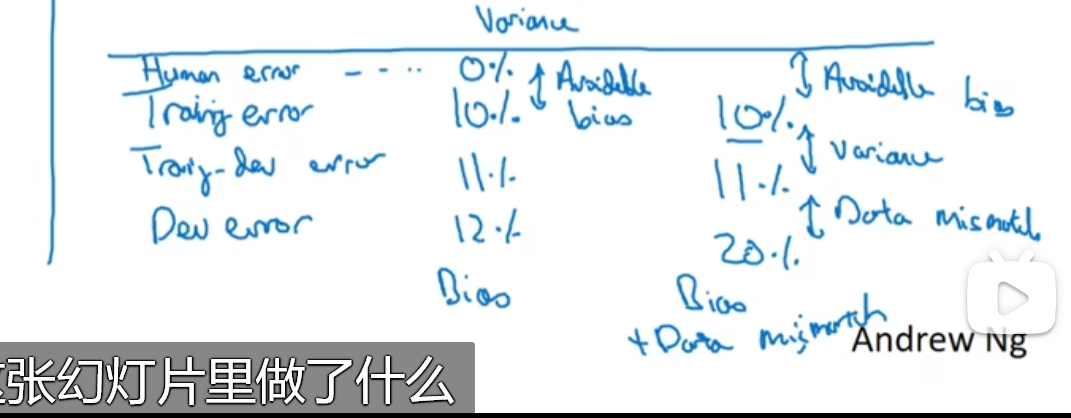 Variance
Human error ---·· 0% ↕ Avoidable bias ↕ Avoidable bias
Training error 10% 10%
↕ Variance
Training-dev error 11% 11%
↕ Data mismatch
Dev error 12% 20%
Bias Bias
+ Data mismatch
Andrew Ng
张幻灯片里做了什么